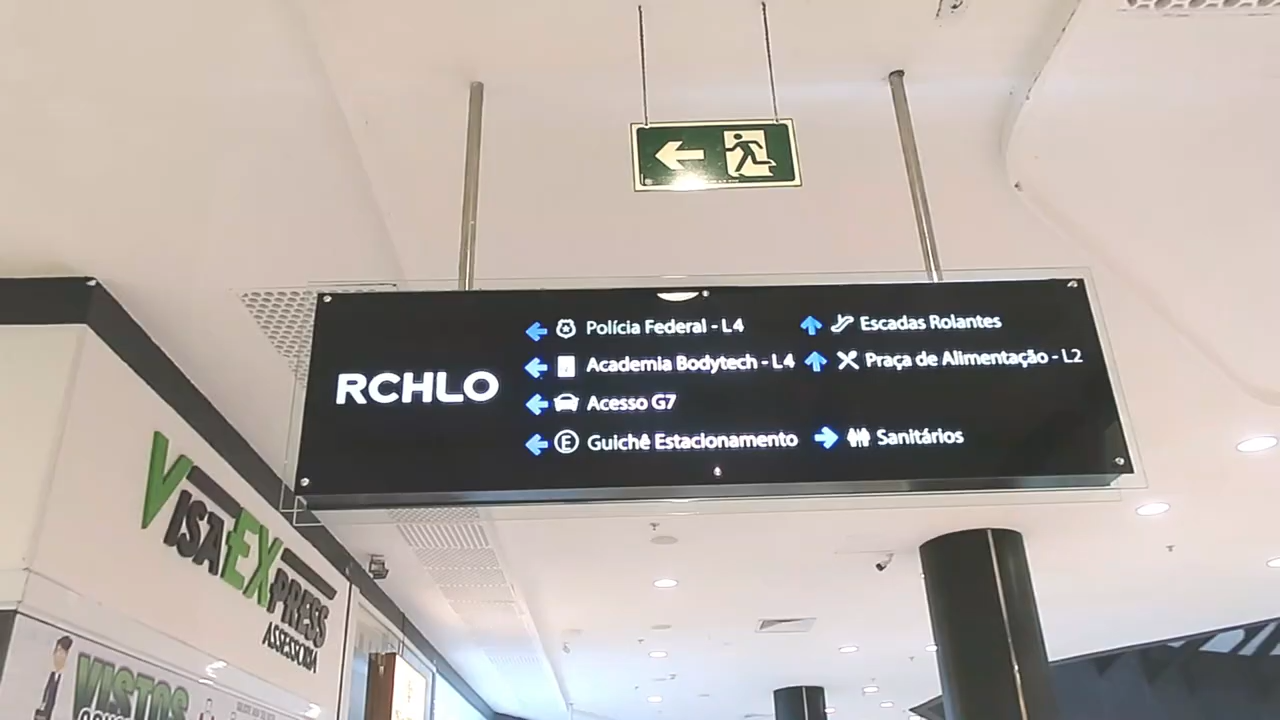 RCHLO
Polícia Federal - L4
Academia Bodytech - L4
Acesso G7
E Guichê Estacionamento
Escadas Rolantes
Praça de Alimentação - L2
Sanitários
VISAEXPRESS
ASSESSORIA
VISTOS